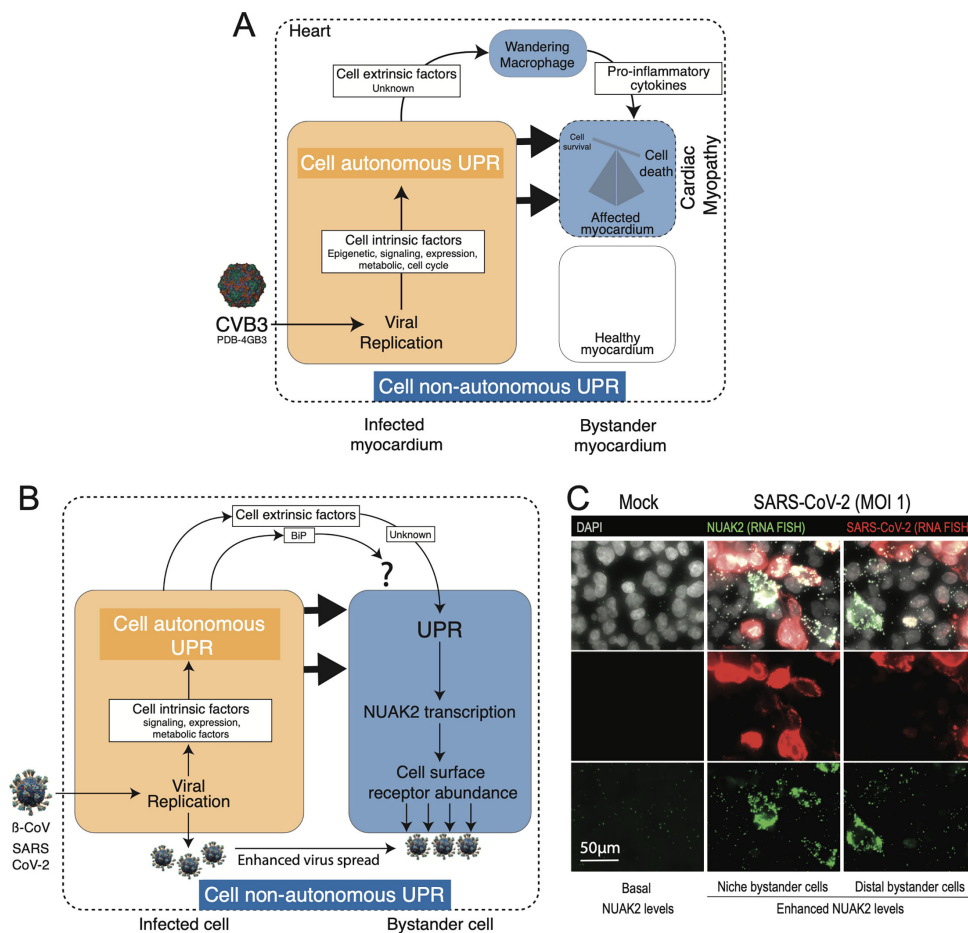 A
Heart
Wandering
Macrophage
Cell extrinsic factors
Unknown
Pro-inflammatory
cytokines
Cell autonomous UPR
Cell
survival
Cell
death
Affected
myocardium
Cardiac
Myopathy
Cell intrinsic factors
Epigenetic, signaling, expression,
metabolic, cell cycle
CVB3
PDB-4GB3
Viral
Replication
Healthy
myocardium
Cell non-autonomous UPR
Infected
myocardium
Bystander
myocardium
B
Cell extrinsic factors
BiP
Unknown
?
Cell autonomous
UPR
UPR
NUAK2 transcription
Cell intrinsic factors
signaling, expression,
metabolic factors
Cell surface
receptor abundance
Viral
Replication
ß-CoV
SARS
CoV-2
Enhanced virus spread
Cell non-autonomous UPR
Infected cell
Bystander cell
C
Mock
SARS-CoV-2 (MOI 1)
DAPI
NUAK2 (RNA FISH)
SARS-CoV-2 (RNA FISH
50μm
Basal
NUAK2 levels
Niche bystander cells
Distal bystander cells
Enhanced NUAK2 levels